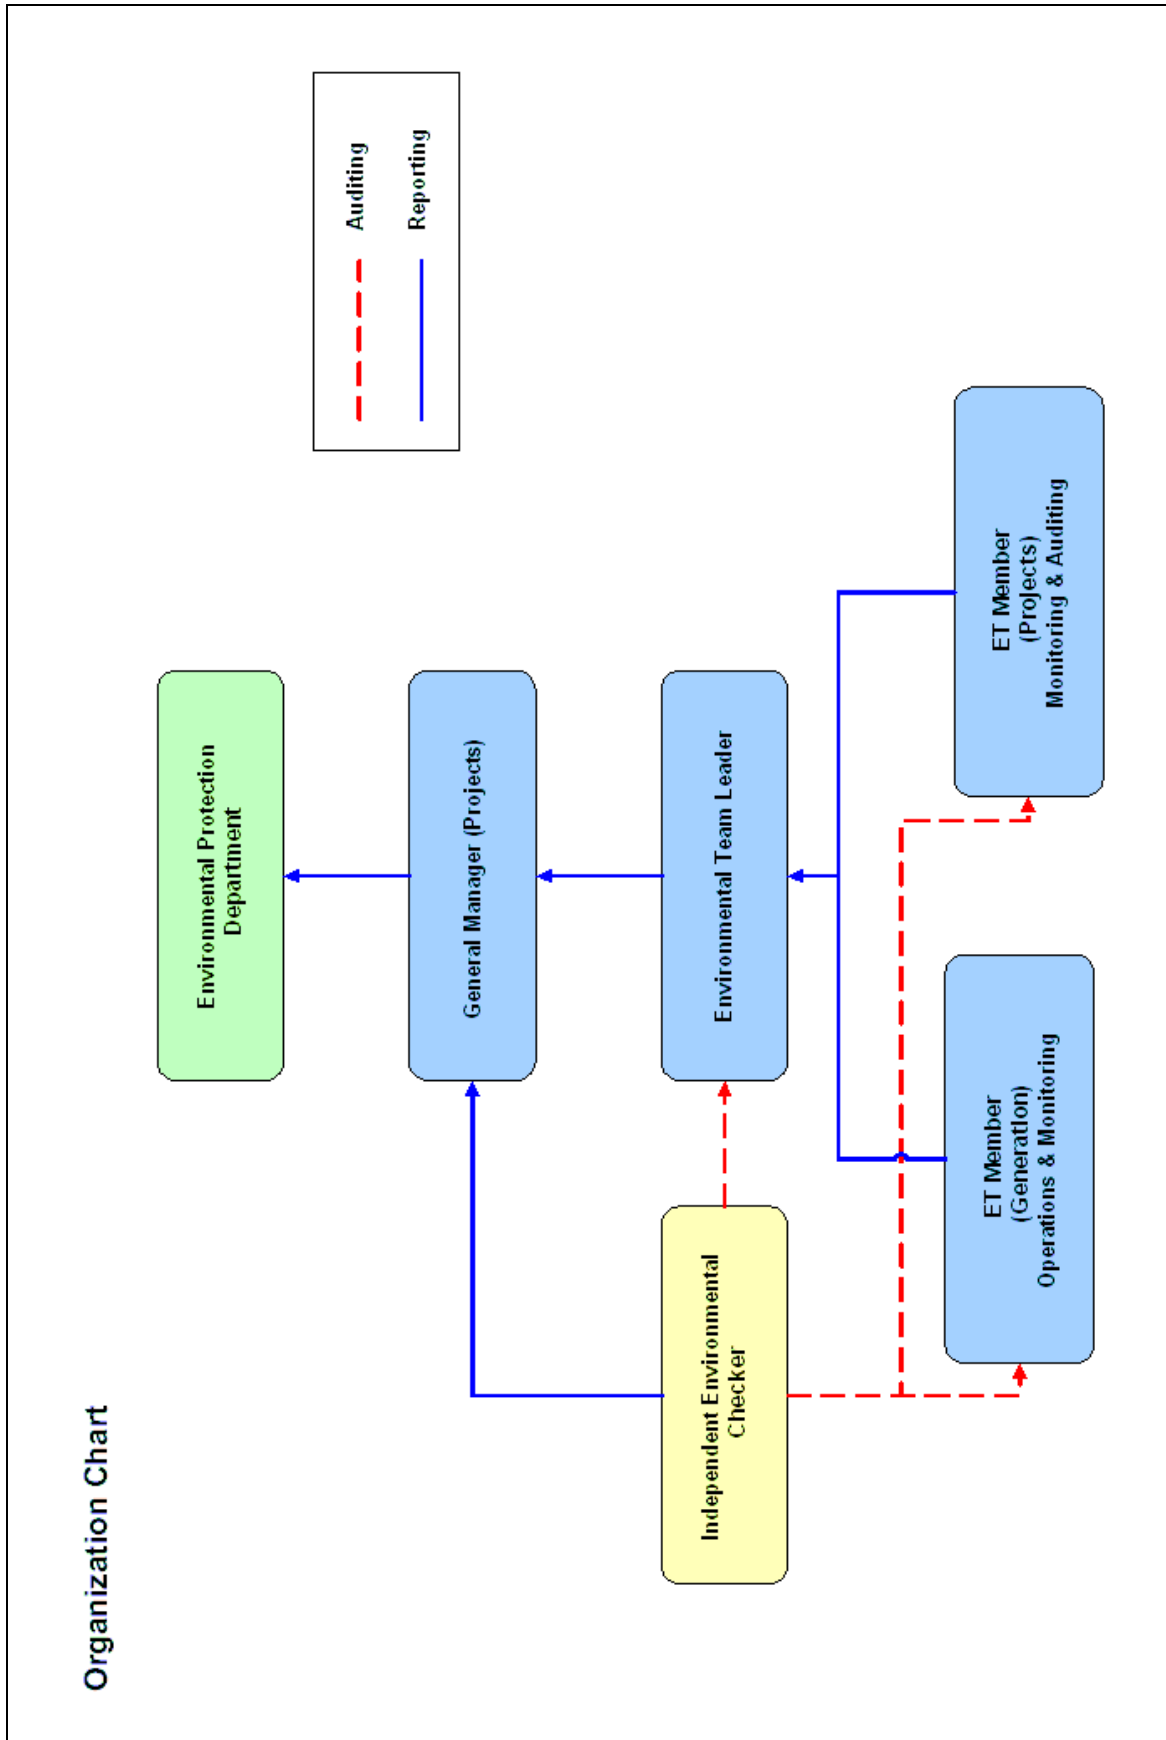 Organization Chart
Environmental Protection
Department
Auditing
Reporting
General Manager (Projects)
Independent Environmental
Checker
Environmental Team Leader
ET Member
(Generation)
Operations & Monitoring
ET Member
(Projects)
Monitoring & Auditing